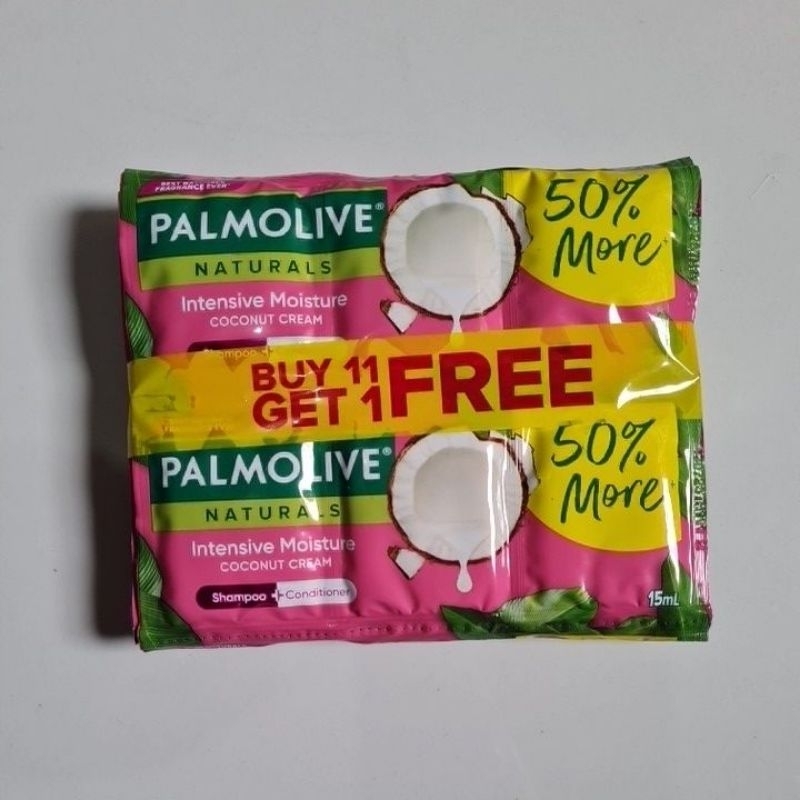 PALMOLIVE®
NATURALS
Intensive Moisture
COCONUT CREAM
Shampoo +
50%
More
BUY 11
GET 1 FREE
PALMOLIVE®
NATURALS
Intensive Moisture
COCONUT CREAM
Shampoo + Conditioner
50%
More
15mL